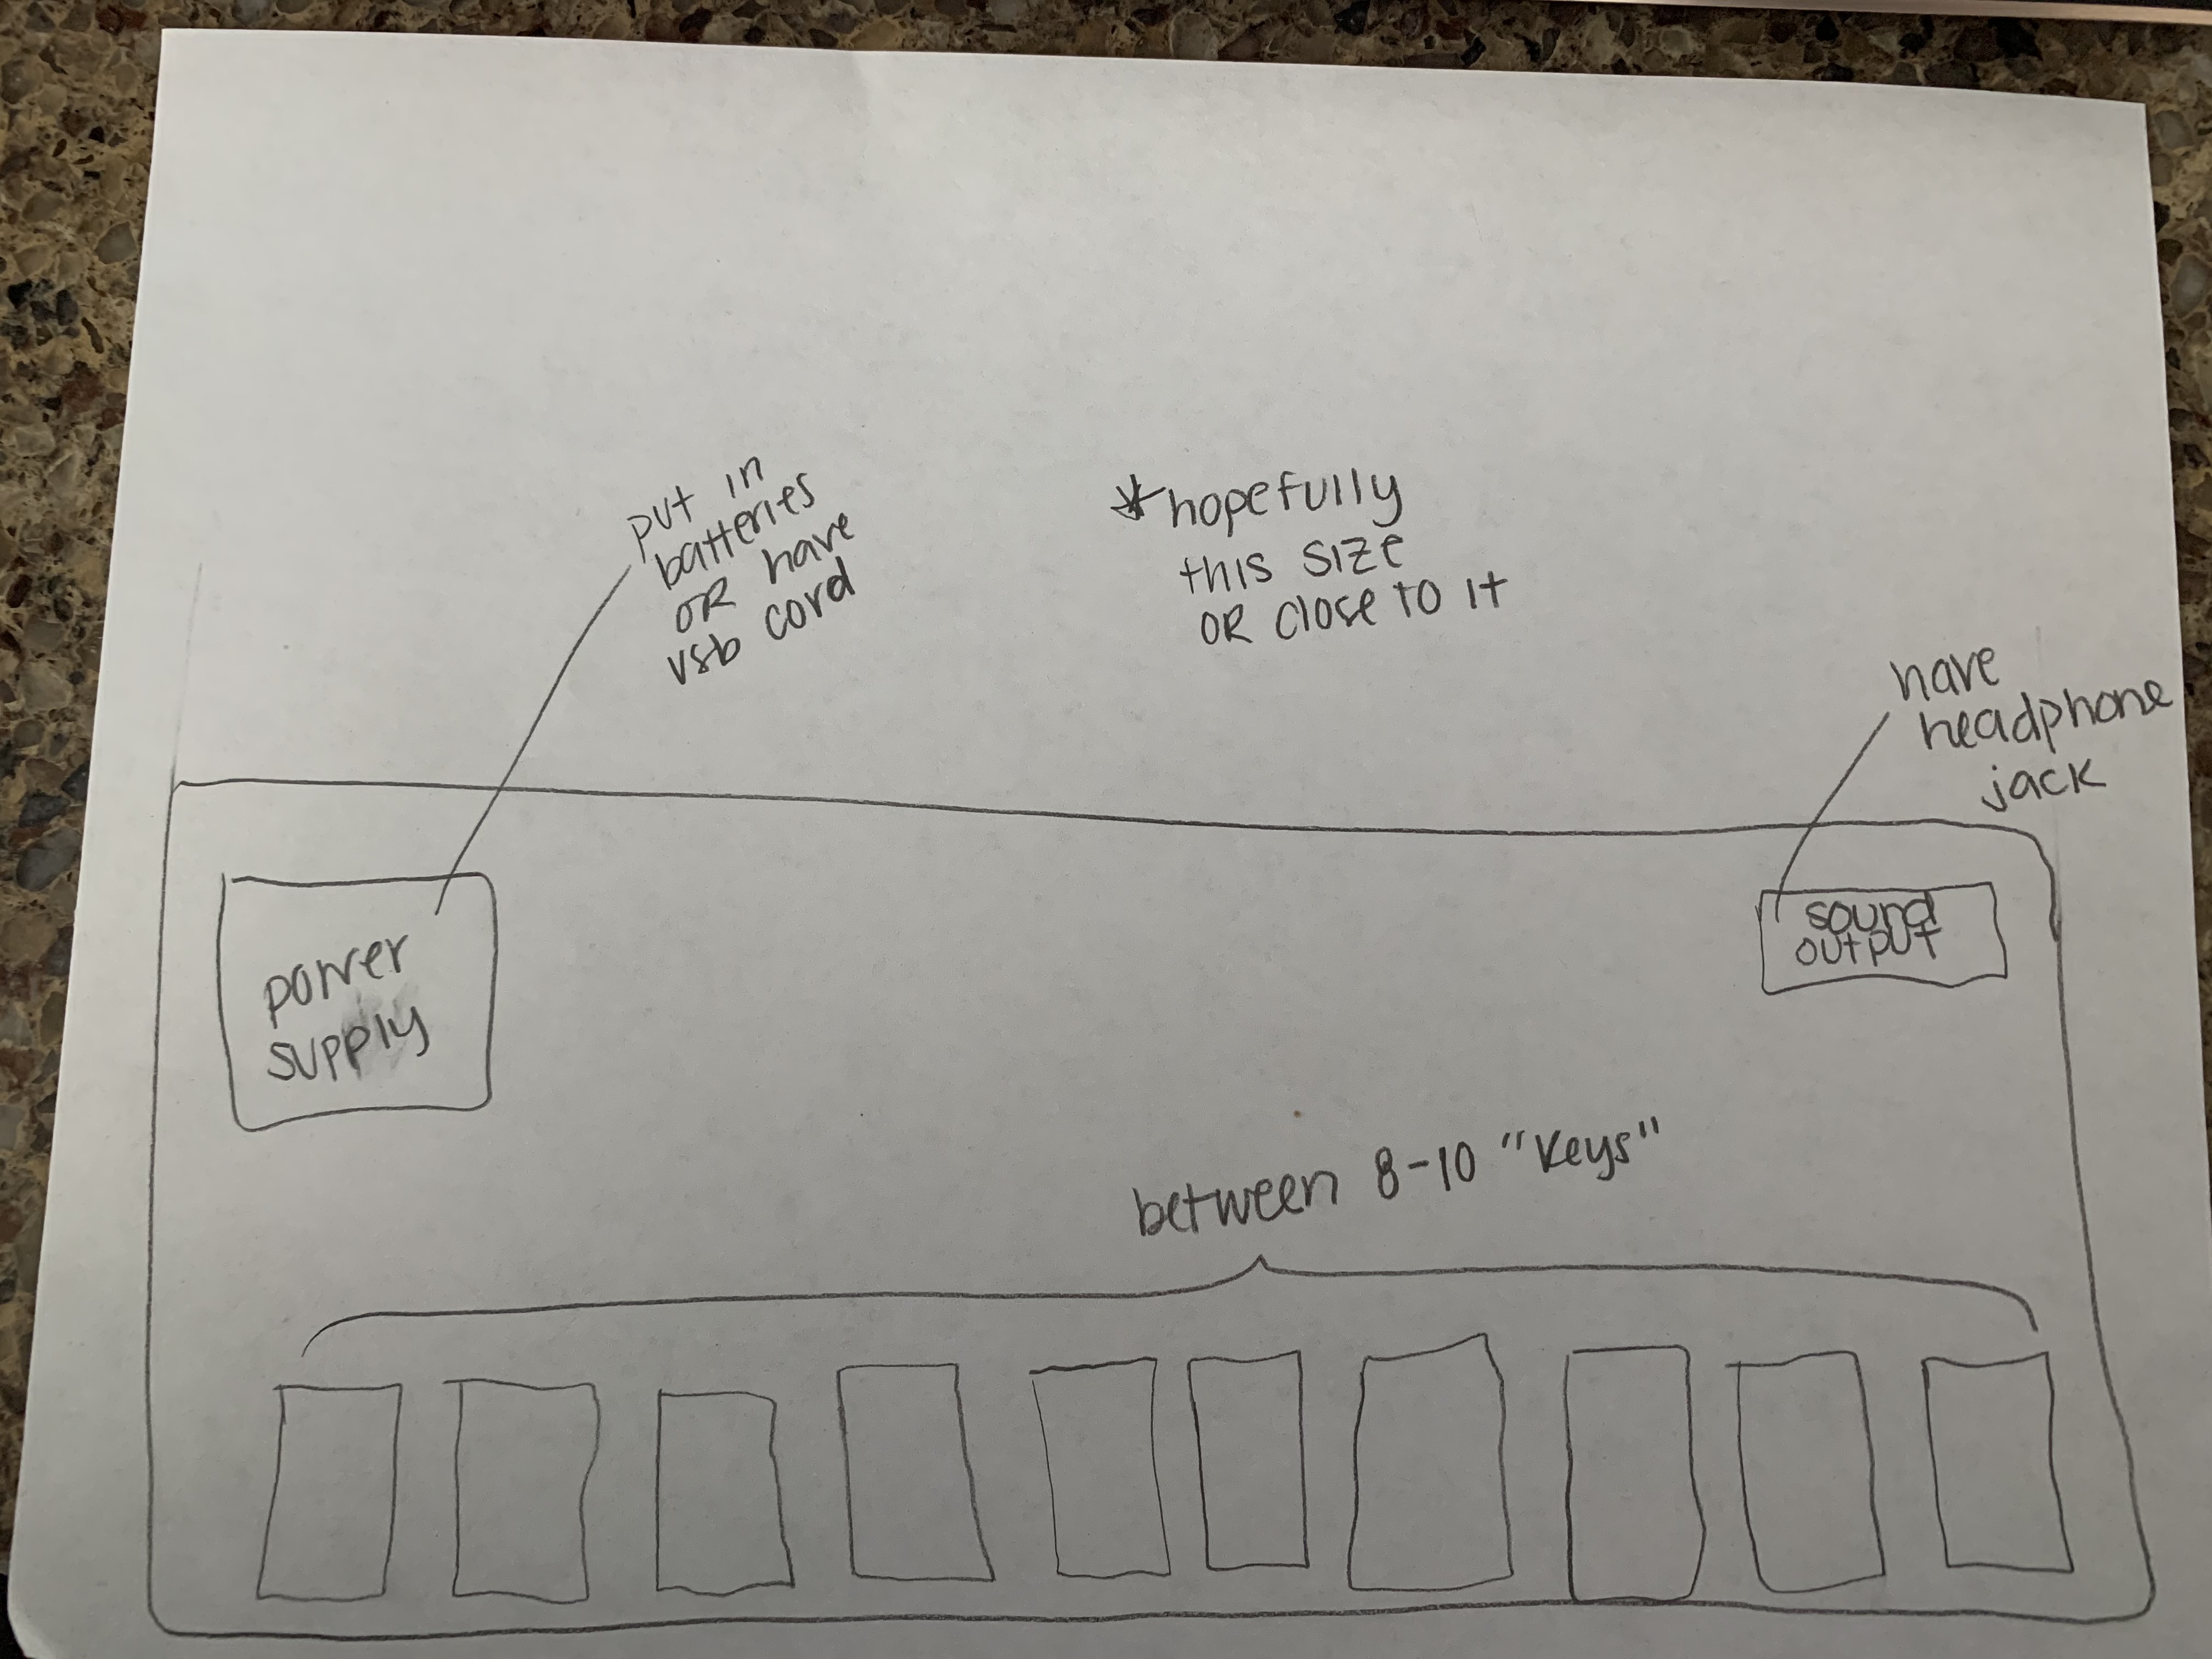 put in
batteries
OR have
usb cord
*hopefully
this size
OR close to it
have
headphone
jack
power
supply
sound
output
between 8-10 "keys"